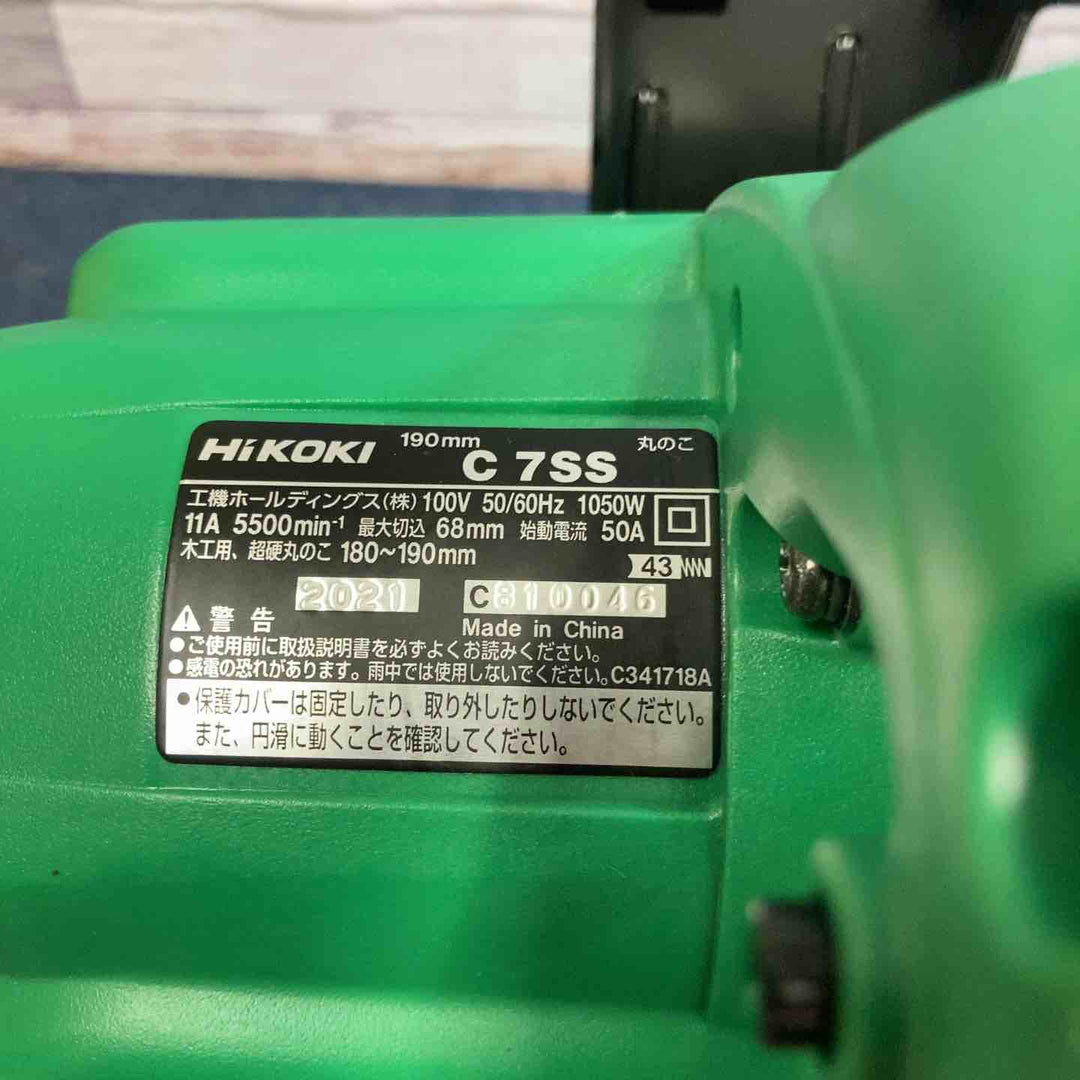 HiKOKI 190mm C 7SS 丸のこ
工機ホールディングス(株) 100V 50/60Hz 1050W
11A 5500min-1 最大切込 68mm 始動電流 50A
木工用、超硬丸のこ 180～190mm
43
2021 C810046
警告 Made in China
●ご使用前に取扱説明書を必ずよくお読みください。
●感電の恐れがあります。雨中では使用しないでください。C341718A
●保護カバーは固定したり、取り外したりしないでください。
また、円滑に動くことを確認してください。